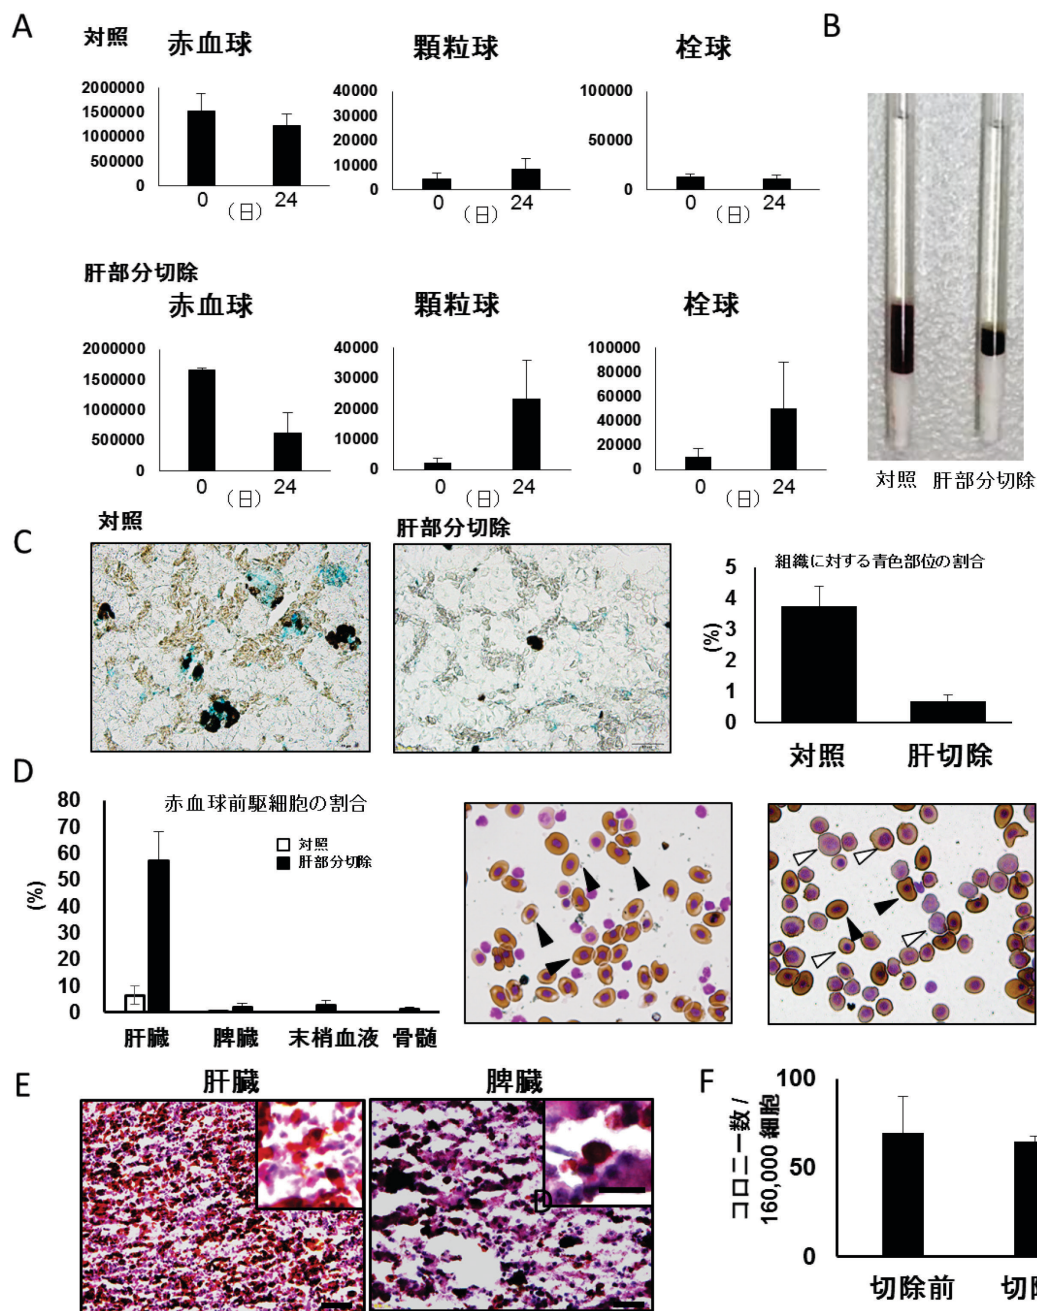 A
対照
赤血球
顆粒球
栓球
2000000
1500000
1000000
500000
0
0
24
(日)
40000
30000
20000
10000
0
0
24
(日)
100000
50000
0
0
24
(日)
肝部分切除
赤血球
顆粒球
栓球
2000000
1500000
1000000
500000
0
0
24
(日)
40000
30000
20000
10000
0
0
24
(日)
100000
80000
60000
40000
20000
0
0
24
(日)
B
対照
肝部分切除
C
対照
肝部分切除
組織に対する青色部位の割合
(%)
5
4
3
2
1
0
対照
肝切除
D
赤血球前駆細胞の割合
対照
肝部分切除
(%)
80
70
60
50
40
30
20
10
0
肝臓
脾臓
末梢血液
骨髄
E
肝臓
脾臓
D
F
コロニー数 /
160,000 細胞
100
50
0
切除前
切除